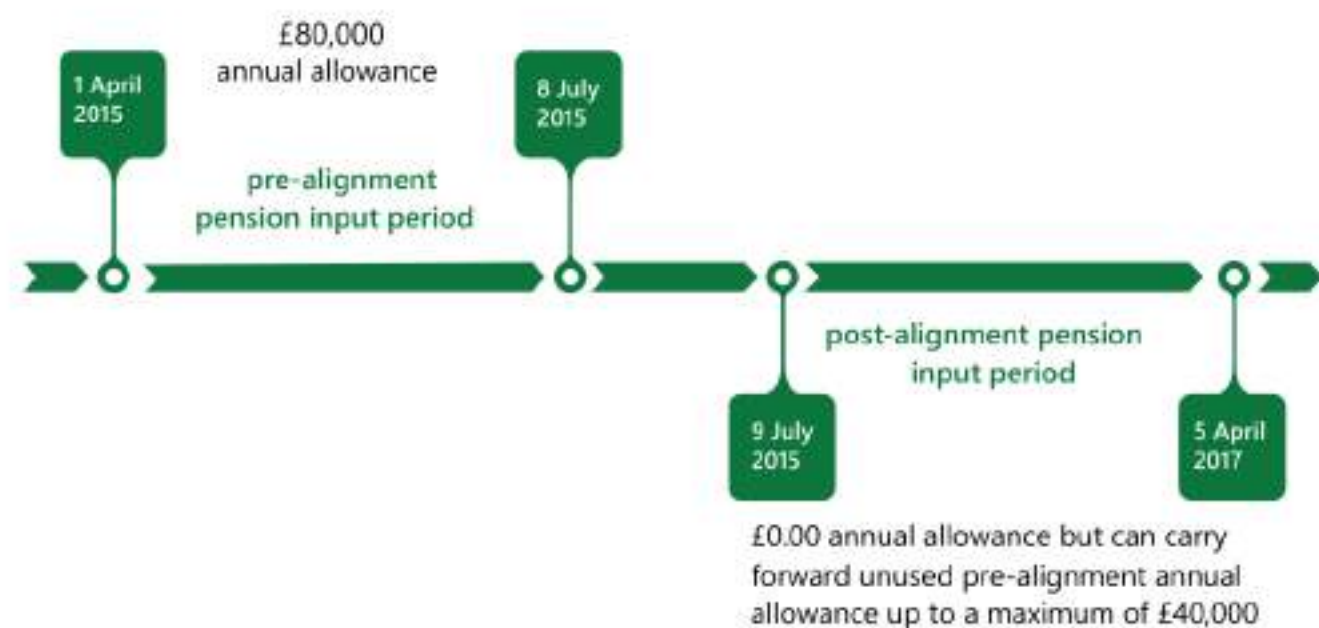 £80,000
annual allowance
1 April
2015
8 July
2015
pre-alignment
pension input period
post-alignment pension
input period
9 July
2015
5 April
2017
£0.00 annual allowance but can carry
forward unused pre-alignment annual
allowance up to a maximum of £40,000